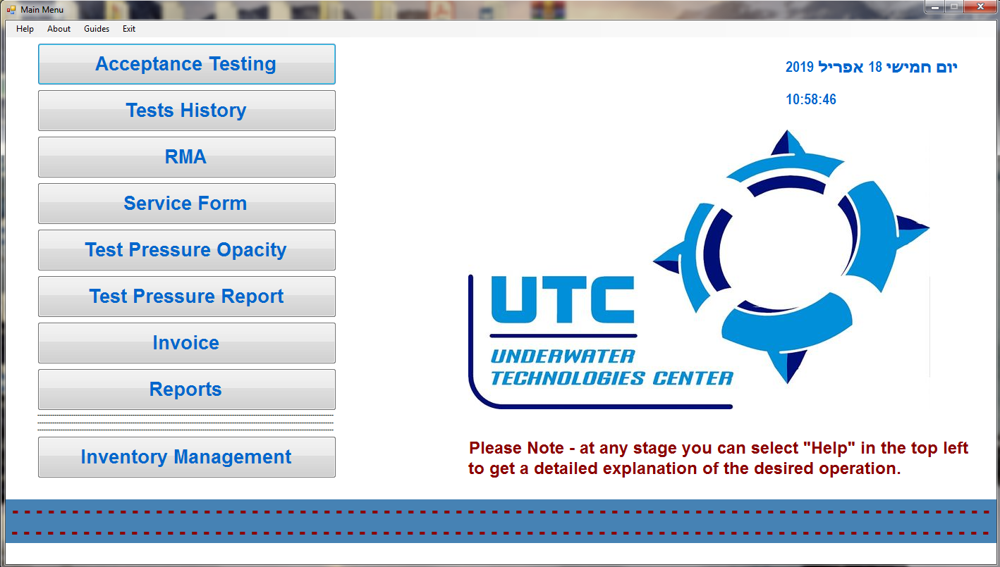 Main Menu
Help About Guides Exit
Acceptance Testing
Tests History
RMA
Service Form
Test Pressure Opacity
Test Pressure Report
Invoice
Reports
Inventory Management
יום חמישי 18 אפריל 2019
10:58:46
UTC
UNDERWATER
TECHNOLOGIES CENTER
Please Note - at any stage you can select "Help" in the top left
to get a detailed explanation of the desired operation.